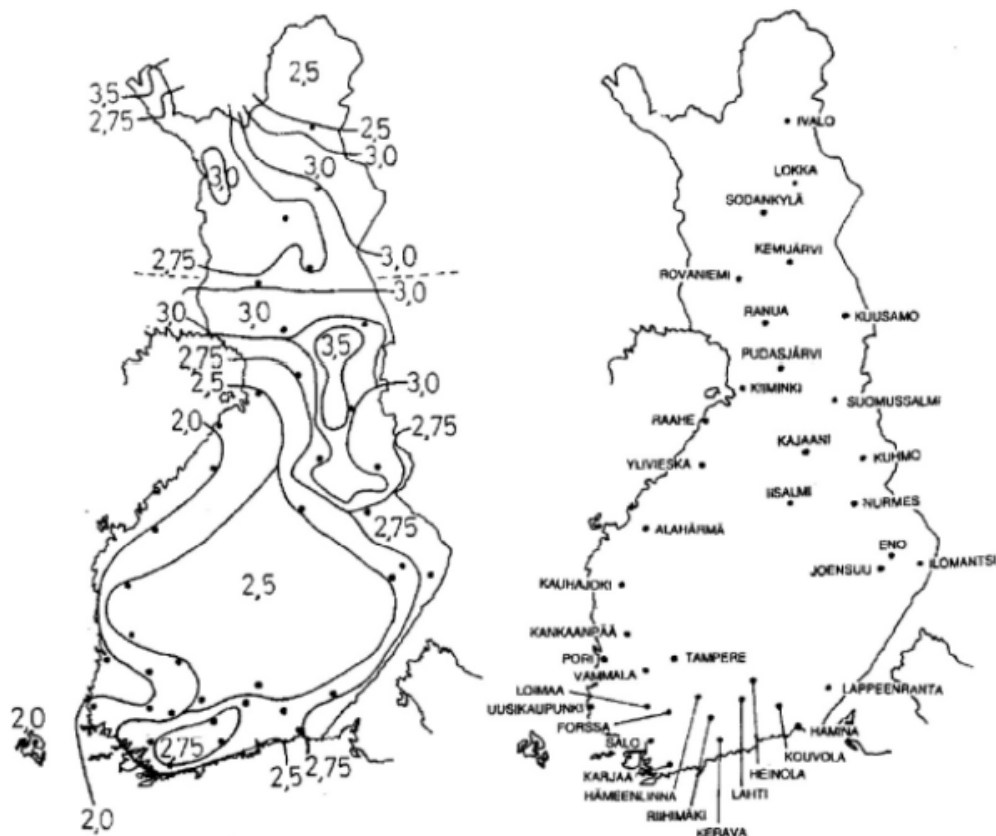 2,5
3,5
2,75
2,5
3,0
3,0
3,0
2,75
3,0
3,0
3,0
3,0
3,5
2,75
2,5
3,0
2,0
2,75
2,75
2,5
2,0
2,75
2,5
2,75
2,0
IVALO
LOKKA
SODANKYLÄ
KEMIJÄRVI
ROVANIEMI
RANUA
KUUSAMO
PUDASJÄRVI
KIIMINKI
SUOMUSSALMI
RAAHE
KAJAANI
YLIVIESKA
KUHMO
IISALMI
NURMES
ALAHÄRMÄ
ENO
JOENSUU
ILOMANTSI
KAUHAJOKI
KANKAANPÄÄ
PORI
TAMPERE
VAMMALA
LAPPEENRANTA
LOIMAA
UUSIKAUPUNKI
FORSSA
HAMINA
SALO
KOUVOLA
KARJAA
HEINOLA
HÄMEENLINNA
LAHTI
RIIHIMÄKI
KERAVA